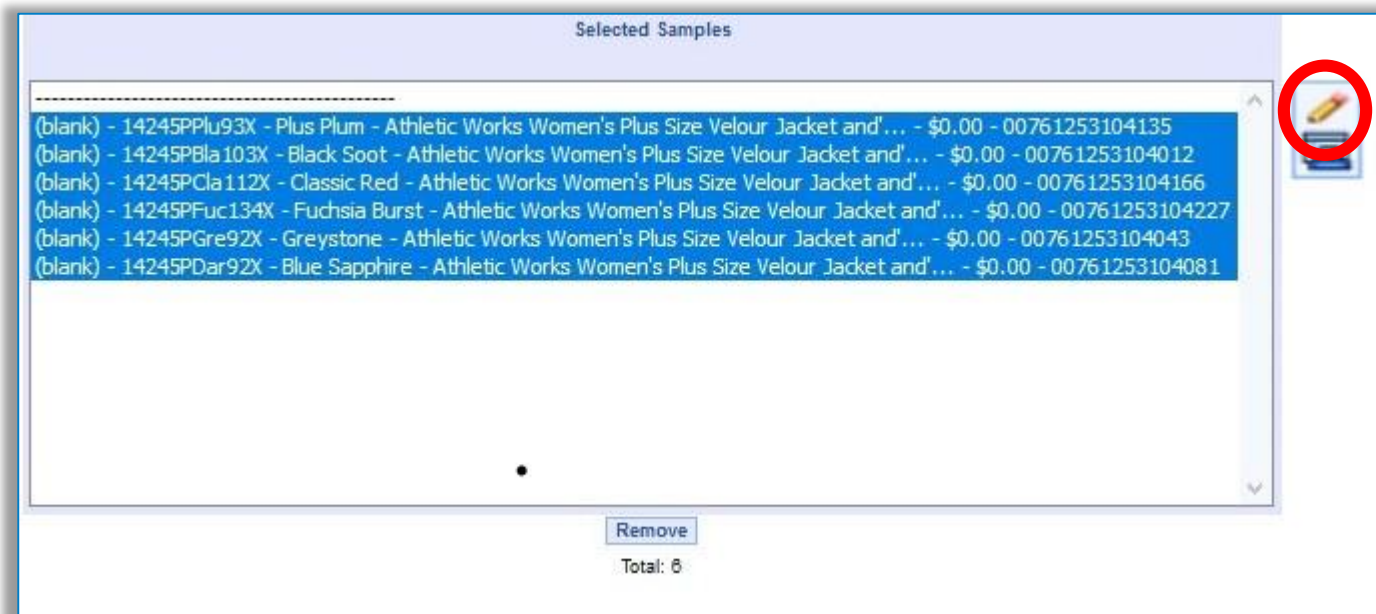 Selected Samples
----------------------------------------------
(blank) - 14245PPlu93X - Plus Plum - Athletic Works Women's Plus Size Velour Jacket and'... - $0.00 - 00761253104135
(blank) - 14245PBla103X - Black Soot - Athletic Works Women's Plus Size Velour Jacket and'... - $0.00 - 00761253104012
(blank) - 14245PCla112X - Classic Red - Athletic Works Women's Plus Size Velour Jacket and'... - $0.00 - 00761253104166
(blank) - 14245PFuc134X - Fuchsia Burst - Athletic Works Women's Plus Size Velour Jacket and'... - $0.00 - 00761253104227
(blank) - 14245PGre92X - Greystone - Athletic Works Women's Plus Size Velour Jacket and'... - $0.00 - 00761253104043
(blank) - 14245PDar92X - Blue Sapphire - Athletic Works Women's Plus Size Velour Jacket and'... - $0.00 - 00761253104081
Remove
Total: 6